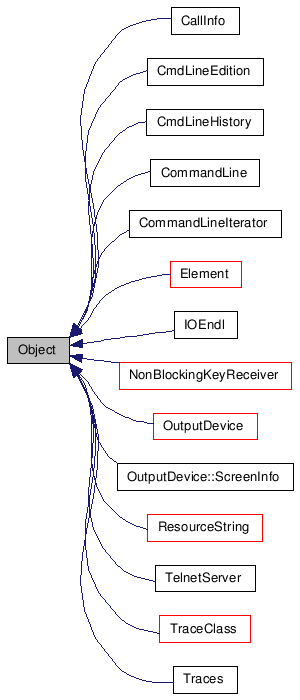 CallInfo
CmdLineEdition
CmdLineHistory
CommandLine
CommandLineIterator
Element
IOEndl
Object
NonBlockingKeyReceiver
OutputDevice
OutputDevice::ScreenInfo
ResourceString
TelnetServer
TraceClass
Traces